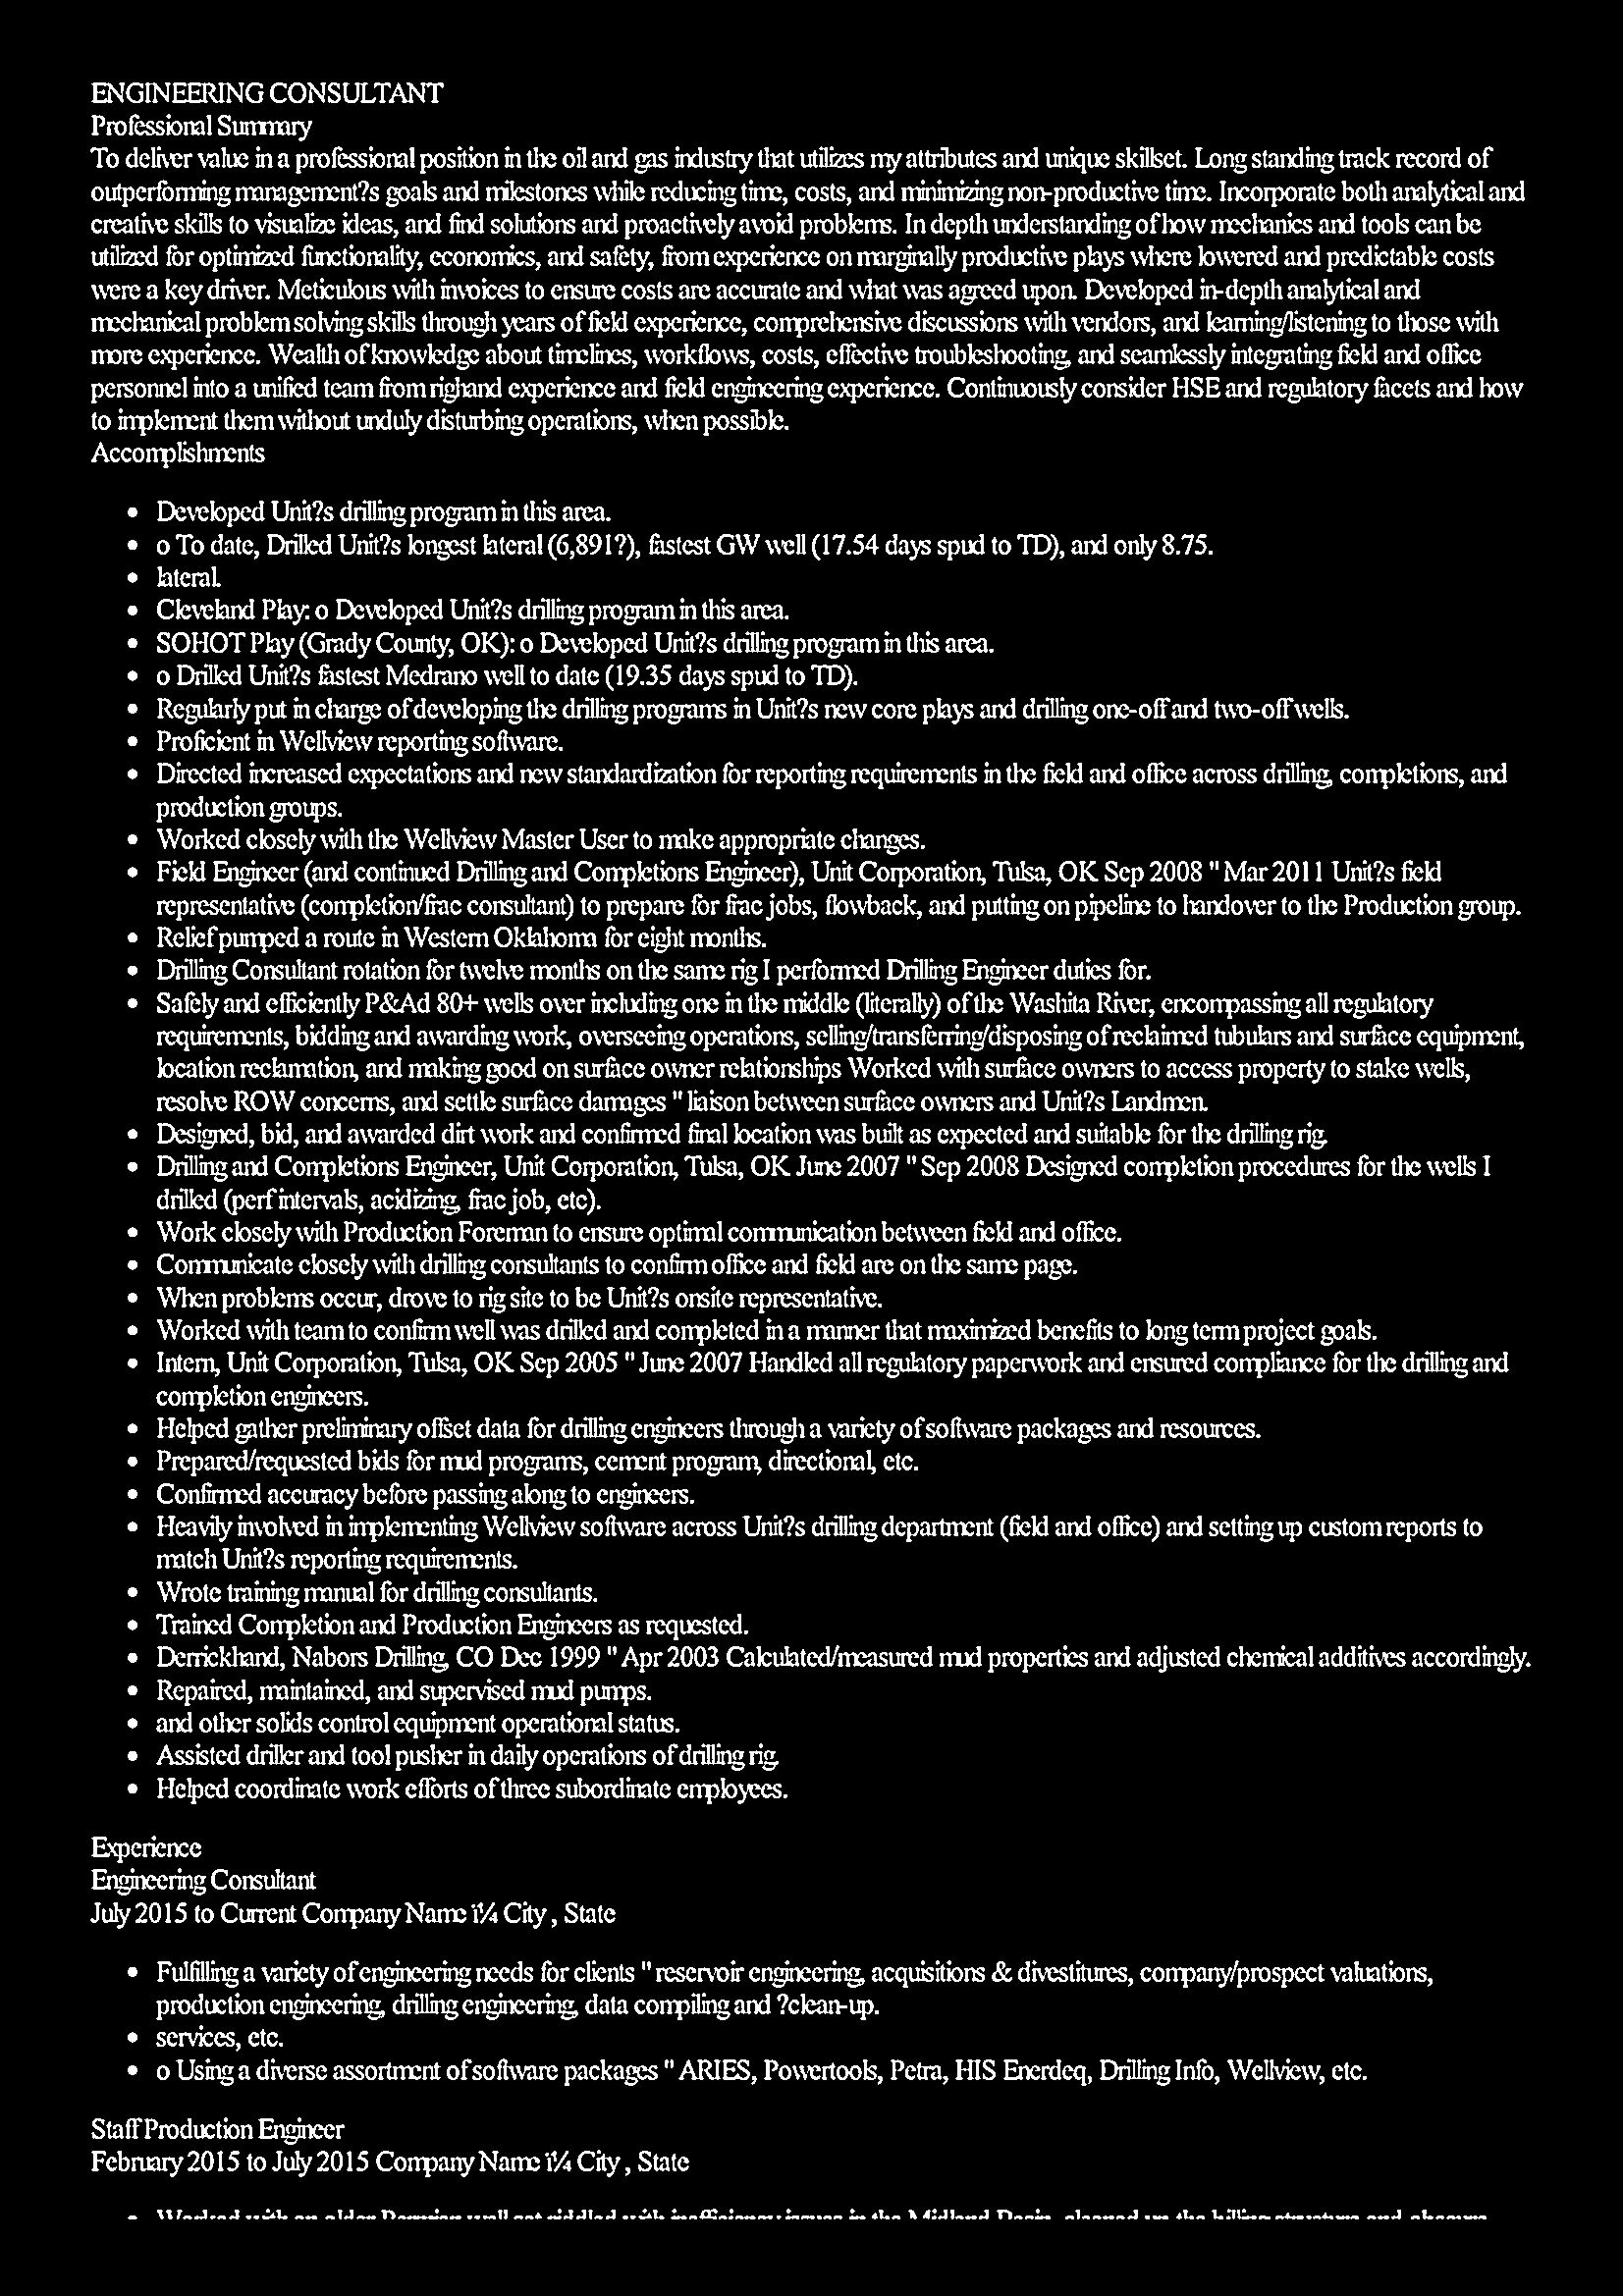 ENGINEERING CONSULTANT
Professional Summary
To deliver value in a professional position in the oil and gas industry that utilizes my attributes and unique skillset. Long standing track record of
outperforming management?s goals and milestones while reducing time, costs, and minimizing non-productive time. Incorporate both analytical and
creative skills to visualize ideas, and find solutions and proactively avoid problems. In depth understanding of how mechanics and tools can be
utilized for optimized functionality, economics, and safety, from experience on marginally productive plays where lowered and predictable costs
were a key driver. Meticulous with invoices to ensure costs are accurate and what was agreed upon. Developed in-depth analytical and
mechanical problem solving skills through years of field experience, comprehensive discussions with vendors, and learning/listening to those with
more experience. Wealth of knowledge about timelines, workflows, costs, effective troubleshooting, and seamlessly integrating field and office
personnel into a unified team from righand experience and field engineering experience. Continuously consider HSE and regulatory facets and how
to implement them without unduly disturbing operations, when possible.
Accomplishments
• Developed Unit?s drilling program in this area.
• o To date, Drilled Unit?s longest lateral (6,891?), fastest GW well (17.54 days spud to TD), and only 8.75.
• lateral.
• Cleveland Play: o Developed Unit?s drilling program in this area.
• SOHOT Play (Grady County, OK): o Developed Unit?s drilling program in this area.
• o Drilled Unit?s fastest Medrano well to date (19.35 days spud to TD).
• Regularly put in charge of developing the drilling programs in Unit?s new core plays and drilling one-off and two-off wells.
• Proficient in Wellview reporting software.
• Directed increased expectations and new standardization for reporting requirements in the field and office across drilling, completions, and
production groups.
• Worked closely with the Wellview Master User to make appropriate changes.
• Field Engineer (and continued Drilling and Completions Engineer), Unit Corporation, Tulsa, OK Sep 2008 " Mar 2011 Unit?s field
representative (completion/frac consultant) to prepare for frac jobs, flowback, and putting on pipeline to handover to the Production group.
• Relief pumped a route in Western Oklahoma for eight months.
• Drilling Consultant rotation for twelve months on the same rig I performed Drilling Engineer duties for.
• Safely and efficiently P&Ad 80+ wells over including one in the middle (literally) of the Washita River, encompassing all regulatory
requirements, bidding and awarding work, overseeing operations, selling/transferring/disposing of reclaimed tubulars and surface equipment,
location reclamation, and making good on surface owner relationships Worked with surface owners to access property to stake wells,
resolve ROW concerns, and settle surface damages " liaison between surface owners and Unit?s Landmen.
• Designed, bid, and awarded dirt work and confirmed final location was built as expected and suitable for the drilling rig.
• Drilling and Completions Engineer, Unit Corporation, Tulsa, OK June 2007 " Sep 2008 Designed completion procedures for the wells I
drilled (perf intervals, acidizing, frac job, etc).
• Work closely with Production Foreman to ensure optimal communication between field and office.
• Communicate closely with drilling consultants to confirm office and field are on the same page.
• When problems occur, drove to rig site to be Unit?s onsite representative.
• Worked with team to confirm well was drilled and completed in a manner that maximized benefits to long term project goals.
• Intern, Unit Corporation, Tulsa, OK Sep 2005 " June 2007 Handled all regulatory paperwork and ensured compliance for the drilling and
completion engineers.
• Helped gather preliminary offset data for drilling engineers through a variety of software packages and resources.
• Prepared/requested bids for mud programs, cement program, directional, etc.
• Confirmed accuracy before passing along to engineers.
• Heavily involved in implementing Wellview software across Unit?s drilling department (field and office) and setting up custom reports to
match Unit?s reporting requirements.
• Wrote training manual for drilling consultants.
• Trained Completion and Production Engineers as requested.
• Derrickhand, Nabors Drilling, CO Dec 1999 " Apr 2003 Calculated/measured mud properties and adjusted chemical additives accordingly.
• Repaired, maintained, and supervised mud pumps.
• and other solids control equipment operational status.
• Assisted driller and tool pusher in daily operations of drilling rig.
• Helped coordinate work efforts of three subordinate employees.
Experience
Engineering Consultant
July 2015 to Current Company Name ï¼ City , State
• Fulfilling a variety of engineering needs for clients " reservoir engineering, acquisitions & divestitures, company/prospect valuations,
production engineering, drilling engineering, data compiling and ?clean-up.
• services, etc.
• o Using a diverse assortment of software packages " ARIES, Powertools, Petra, HIS Enerdeq, Drilling Info, Wellview, etc.
Staff Production Engineer
February 2015 to July 2015 Company Name ï¼ City , State